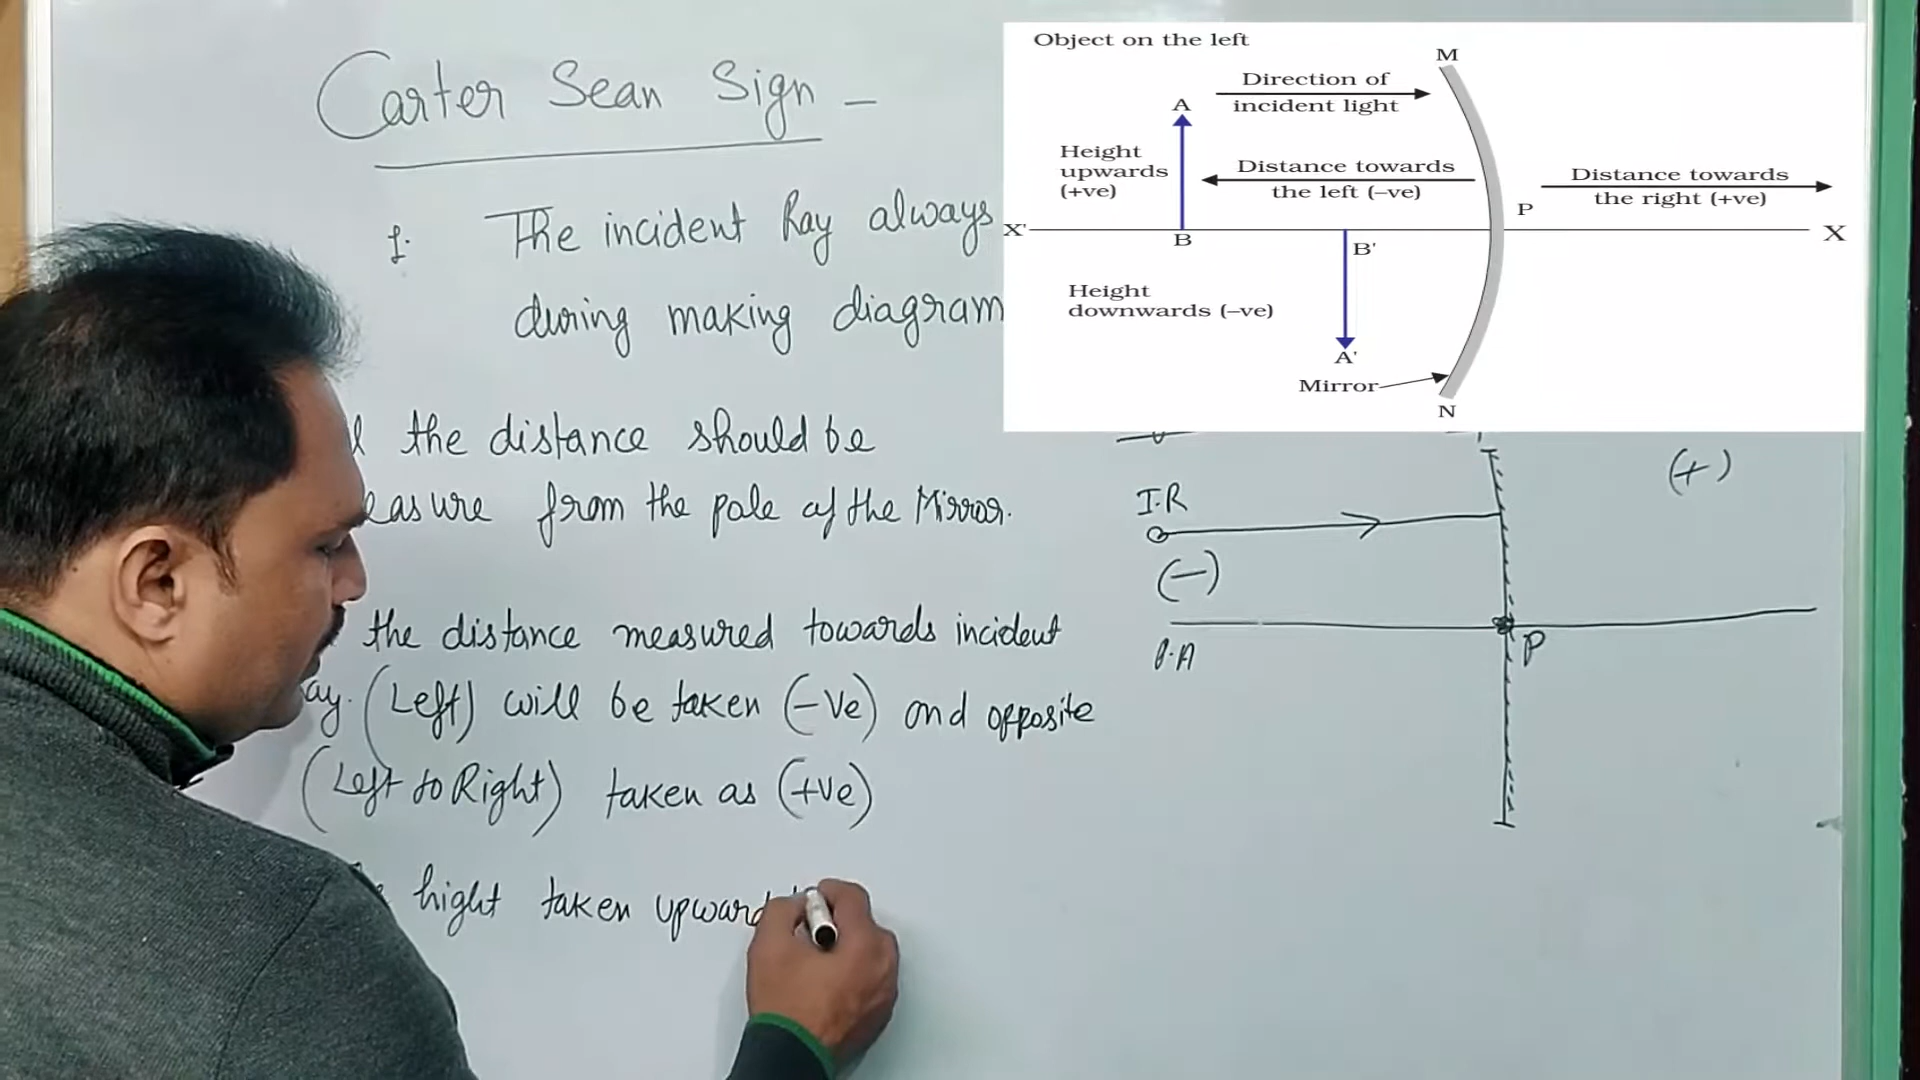 Carter Sean Sign -
1. The incident Ray always
during making diagram
the distance should be
easure from the pole of the Mirror.
the distance measured towards incident
ay. (Left) will be taken (-Ve) and opposite
(Left to Right) taken as (+ve)
hight taken upward
Object on the left
M
Direction of
incident light
A
Height
upwards
(+ve)
Distance towards
the left (–ve)
Distance towards
the right (+ve)
P
X'
X
B
B'
Height
downwards (–ve)
A'
Mirror
N
(+)
I.R
(-)
P.A
P